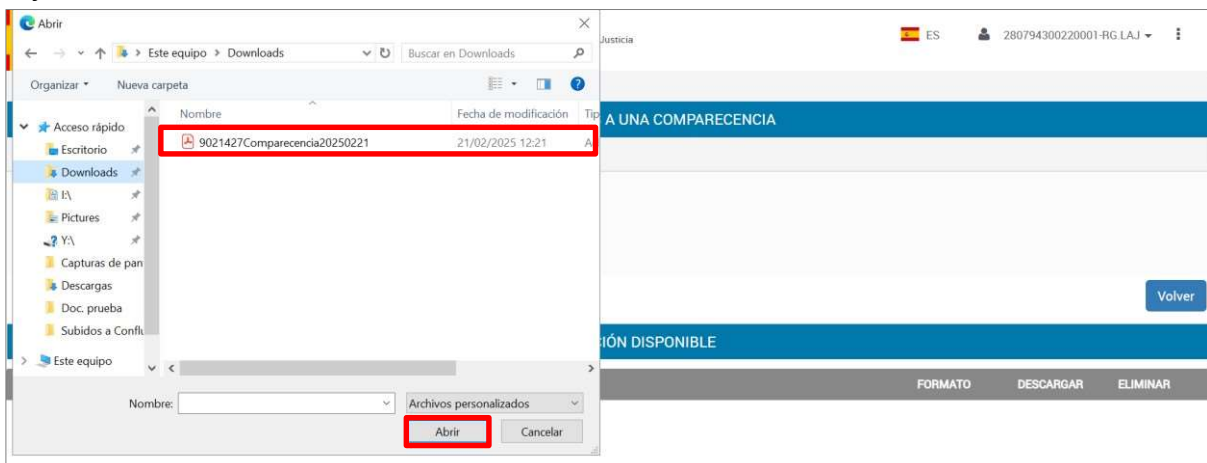 Abrir
Justicia
ES
280794300220001-RG LAJ
Este equipo > Downloads
Buscar en Downloads
Organizar
Nueva carpeta
Nombre
Fecha de modificación
Tip
A UNA COMPARECENCIA
Acceso rápido
9021427Comparecencia20250221
21/02/2025 12:21
A
Escritorio
Downloads
I:\
Pictures
Y:\
Capturas de pan
Descargas
Doc. prueba
Volver
Subidos a Conflu
IÓN DISPONIBLE
Este equipo
FORMATO
DESCARGAR
ELIMINAR
Nombre:
Archivos personalizados
Abrir
Cancelar